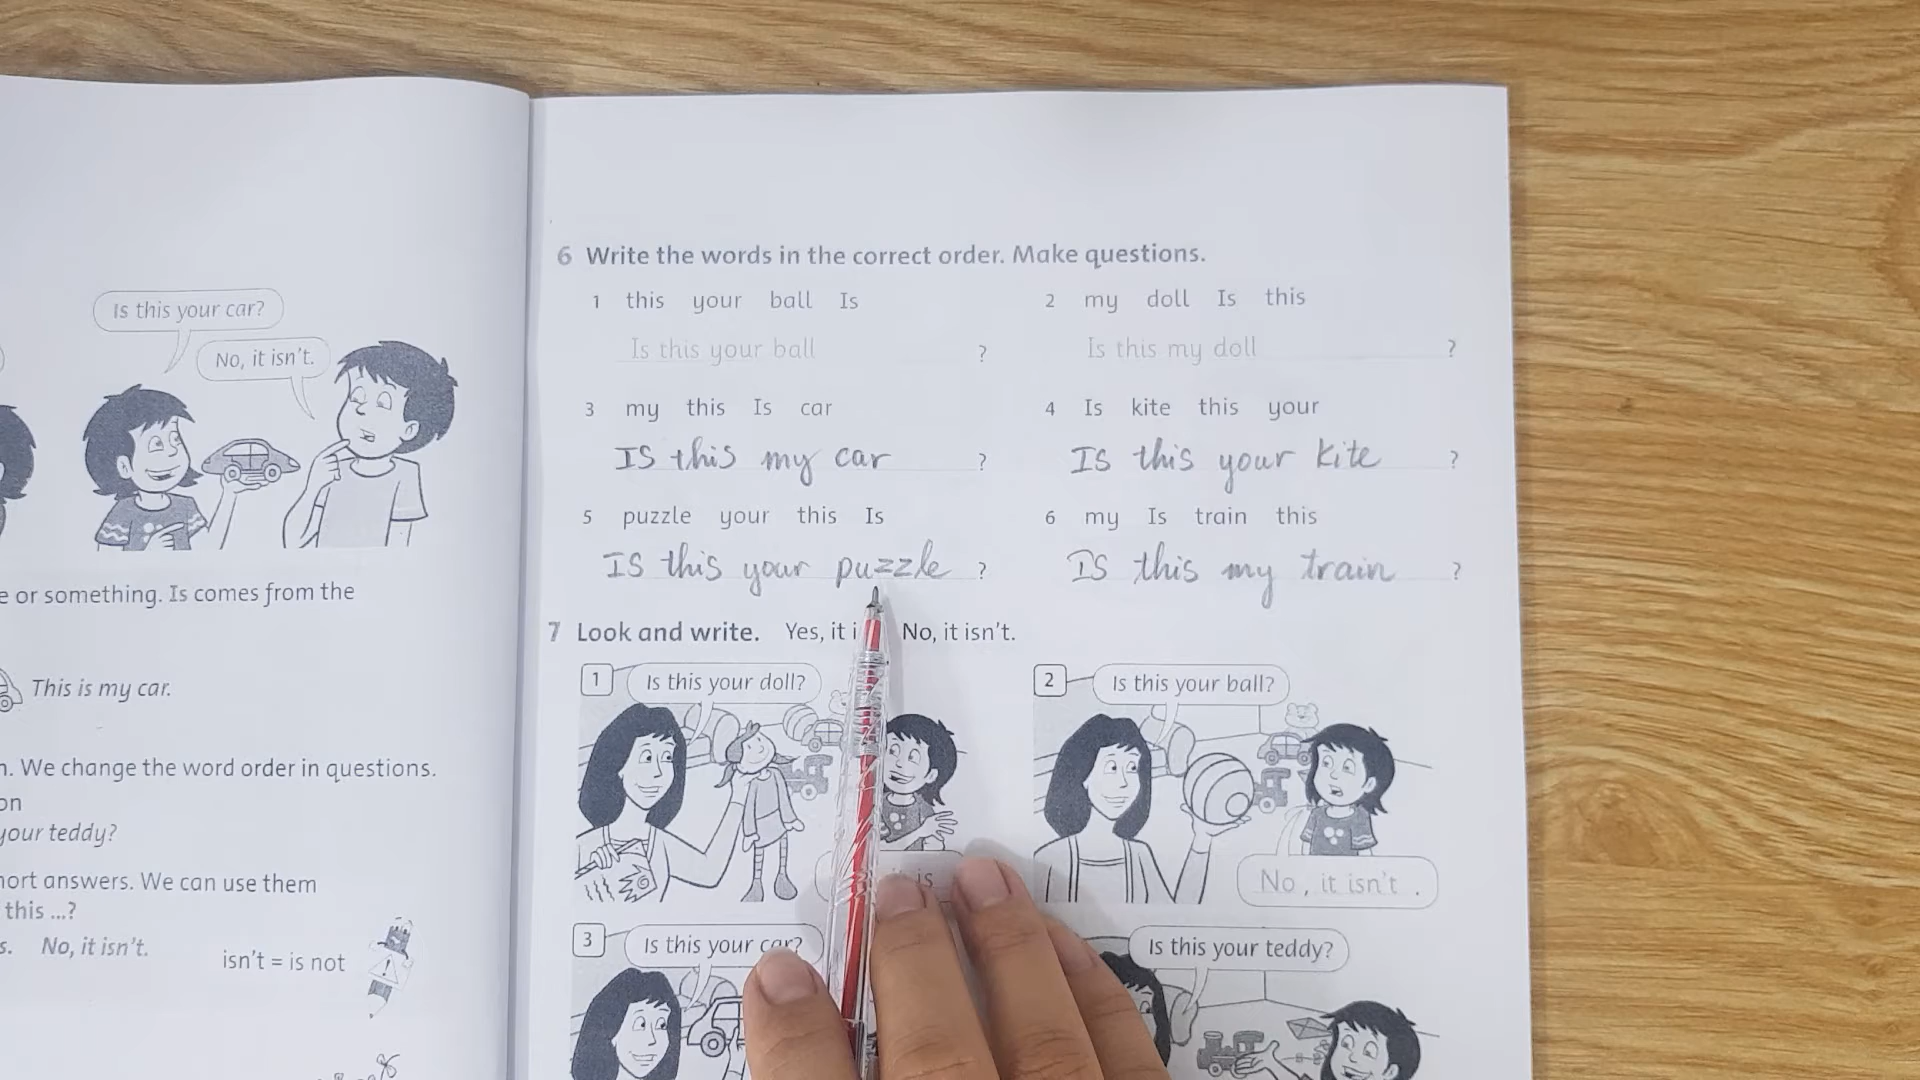 Is this your car?
No, it isn't.
e or something. Is comes from the
This is my car.
n. We change the word order in questions.
on
your teddy?
hort answers. We can use them
this ...?
s. No, it isn't.
isn't = is not
6 Write the words in the correct order. Make questions.
1 this your ball Is
Is this your ball ?
2 my doll Is this
Is this my doll ?
3 my this Is car
IS this my car ?
4 Is kite this your
IS this your kite ?
5 puzzle your this Is
IS this your puzzle ?
6 my Is train this
IS this my train ?
7 Look and write. Yes, it i No, it isn't.
1 Is this your doll?
is
2 Is this your ball?
No, it isn't .
3 Is this your car?
Is this your teddy?